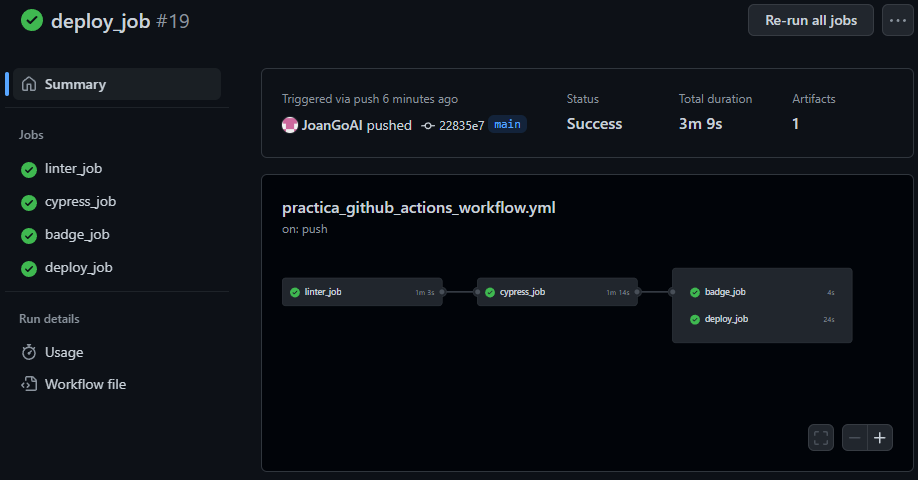 deploy_job #19
Re-run all jobs
Summary
Jobs
linter_job
cypress_job
badge_job
deploy_job
Run details
Usage
Workflow file
Triggered via push 6 minutes ago
JoanGoAI pushed 22835e7 main
Status
Success
Total duration
3m 9s
Artifacts
1
practica_github_actions_workflow.yml
on: push
linter_job 1m 3s
cypress_job 1m 14s
badge_job 4s
deploy_job 24s